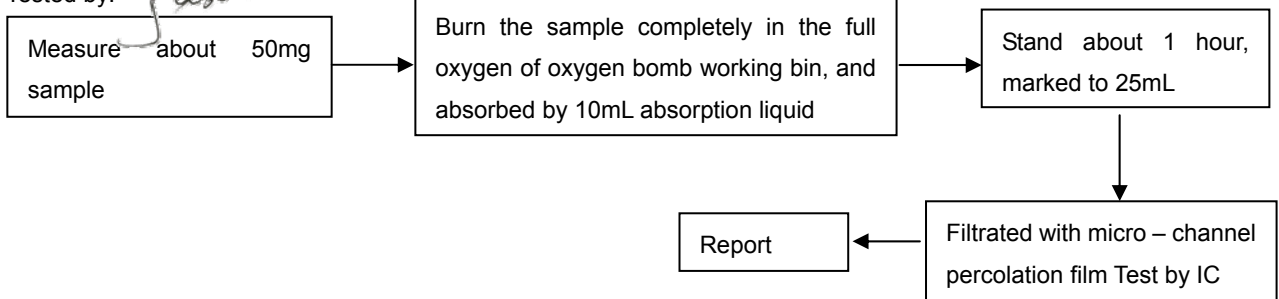 Tested by:
Measure about 50mg
sample
Burn the sample completely in the full
oxygen of oxygen bomb working bin, and
absorbed by 10mL absorption liquid
Stand about 1 hour,
marked to 25mL
Filtrated with micro – channel
percolation film Test by IC
Report